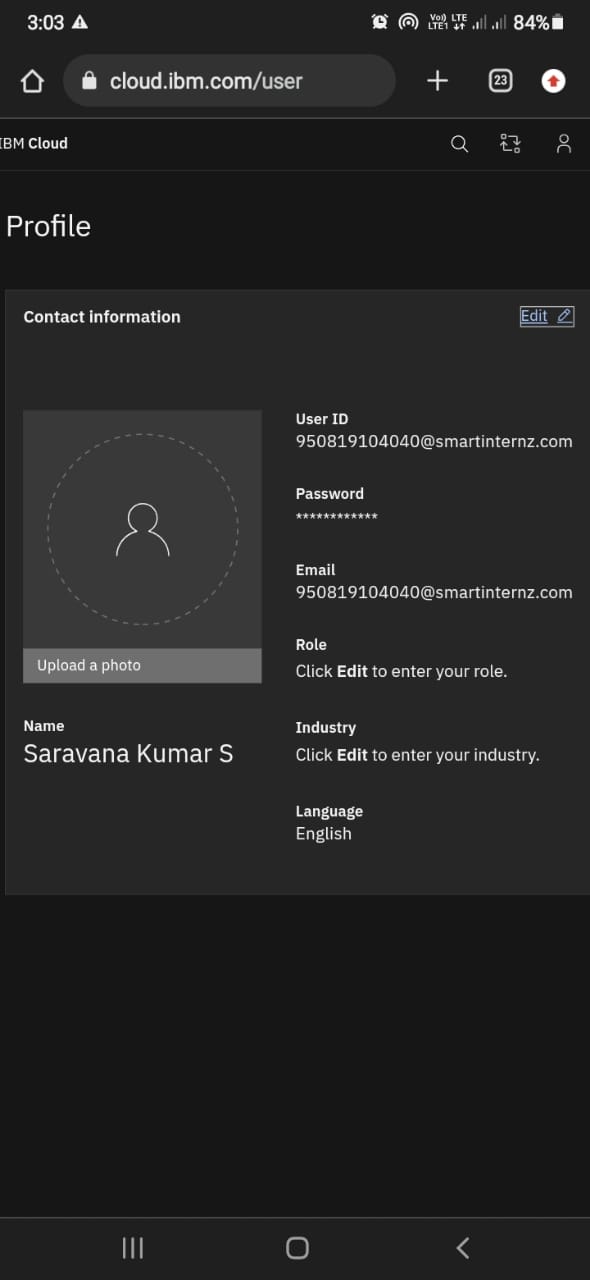 3:03
Vo) LTE
LTE1
84%
cloud.ibm.com/user
23
IBM Cloud
Profile
Contact information
Edit
User ID
950819104040@smartinternz.com
Password
************
Email
950819104040@smartinternz.com
Role
Click Edit to enter your role.
Upload a photo
Name
Saravana Kumar S
Industry
Click Edit to enter your industry.
Language
English